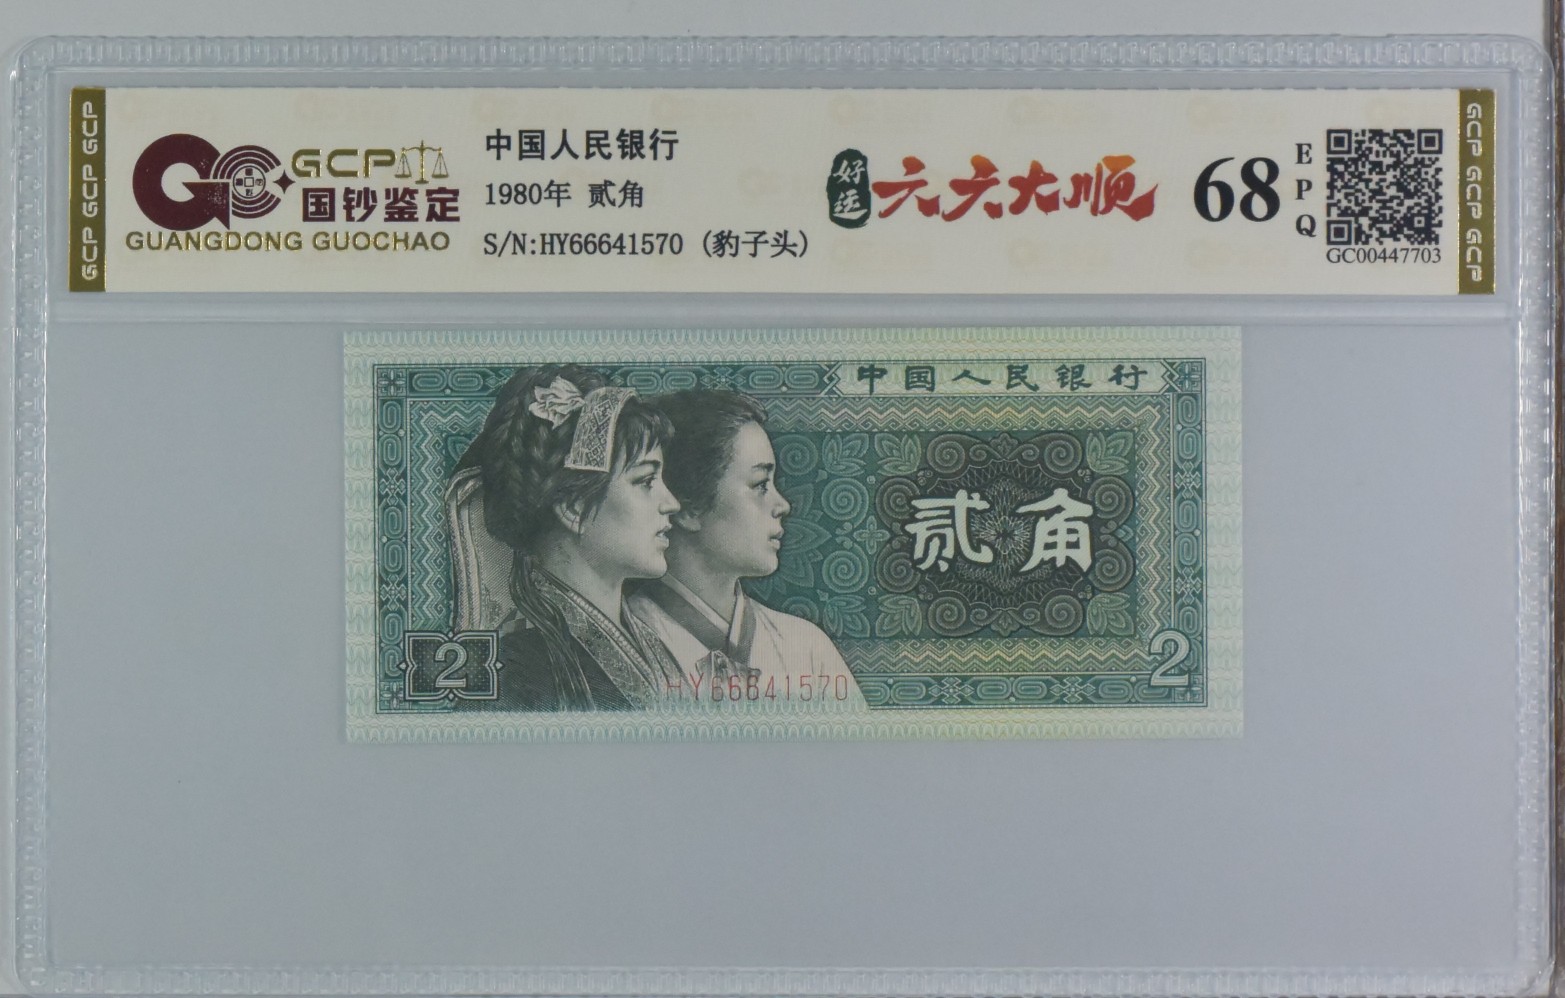 GCP GCP GCP
GCP
国钞鉴定
GUANGDONG GUOCHAO
中国人民银行
1980年 贰角
S/N:HY66641570 (豹子头)
好运
六六大顺
68
EPQ
GC00447703
GCP GCP GCP
中国人民银行
贰角
2
2
HY66641570